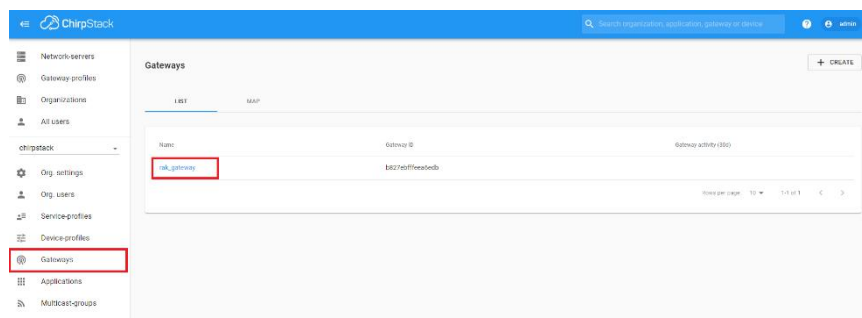 ChirpStack
Search organization, application, gateway or device
? admin
Network-servers
Gateway-profiles
Organizations
All users
chirpstack
Org. settings
Org. users
Service-profiles
Device-profiles
Gateways
Applications
Multicast-groups
Gateways
+ CREATE
LIST MAP
Name Gateway ID Gateway activity (30d)
rak_gateway b827ebfffeea6edb
Rows per page: 10 1-1 of 1 < >